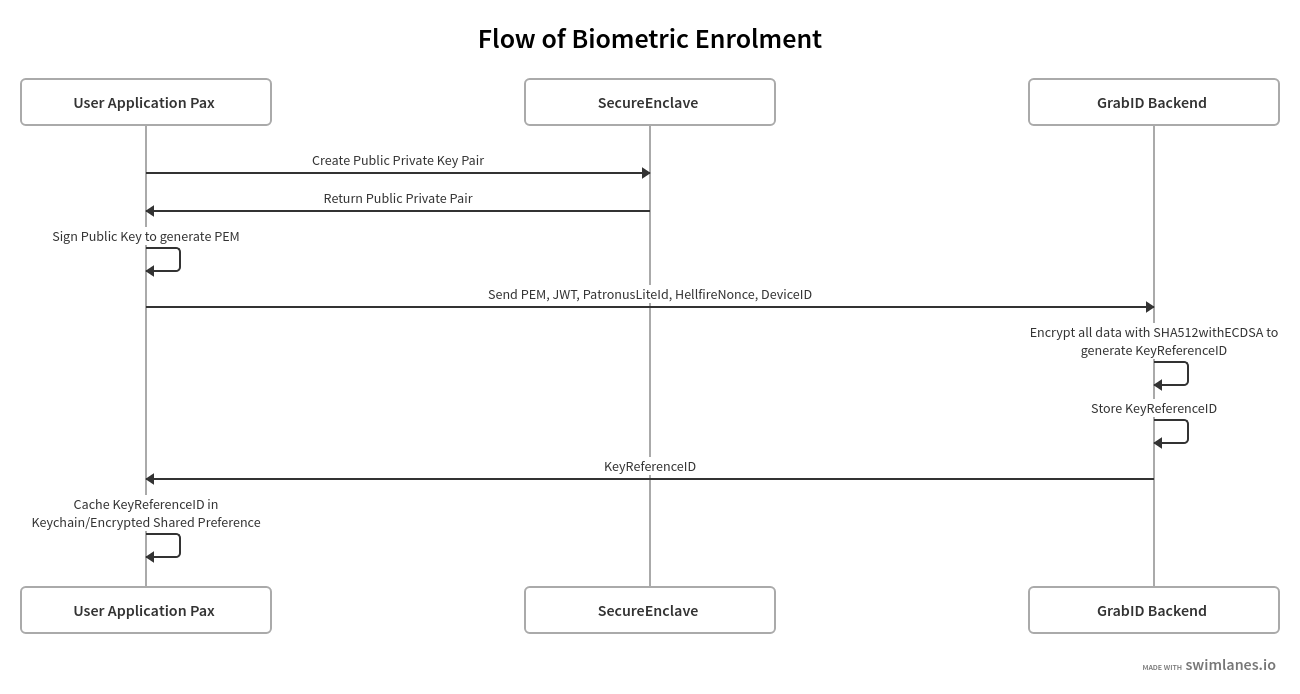 Flow of Biometric Enrolment
User Application Pax
SecureEnclave
GrabID Backend
Create Public Private Key Pair
Return Public Private Pair
Sign Public Key to generate PEM
Send PEM, JWT, PatronusLiteId, HellfireNonce, DeviceID
Encrypt all data with SHA512withECDSA to
generate KeyReferenceID
Store KeyReferenceID
KeyReferenceID
Cache KeyReferenceID in
Keychain/Encrypted Shared Preference
User Application Pax
SecureEnclave
GrabID Backend
MADE WITH swimlanes.io